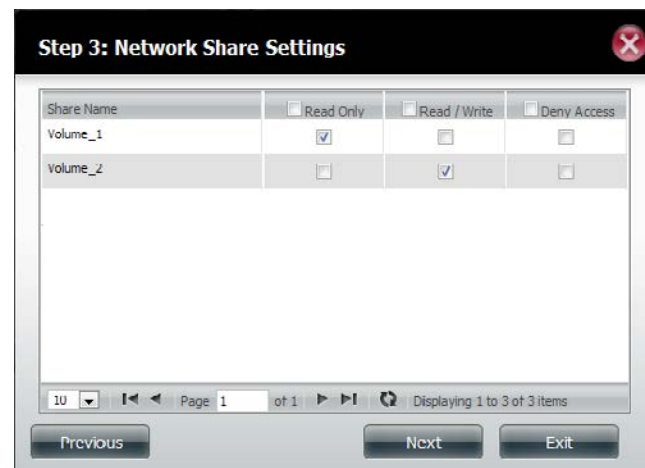 Step 3: Network Share Settings
Share Name Read Only Read / Write Deny Access
Volume_1
Volume_2
10 Page 1 of 1 Displaying 1 to 3 of 3 items
Previous Next Exit